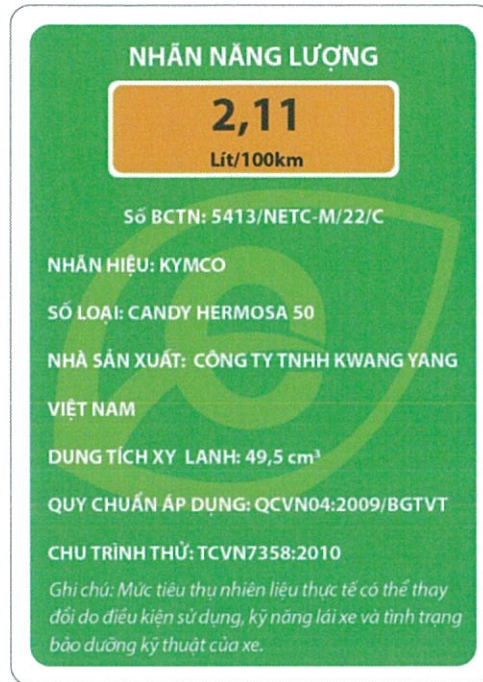 NHÃN NĂNG LƯỢNG
2,11
Lít/100km
Số BCTN: 5413/NETC-M/22/C
NHÃN HIỆU: KYMCO
SỐ LOẠI: CANDY HERMOSA 50
NHÀ SẢN XUẤT: CÔNG TY TNHH KWANG YANG
VIỆT NAM
DUNG TÍCH XY LANH: 49,5 cm³
QUY CHUẨN ÁP DỤNG: QCVN04:2009/BGTVT
CHU TRÌNH THỬ: TCVN7358:2010
Ghi chú: Mức tiêu thụ nhiên liệu thực tế có thể thay
đổi do điều kiện sử dụng, kỹ năng lái xe và tình trạng
bảo dưỡng kỹ thuật của xe.